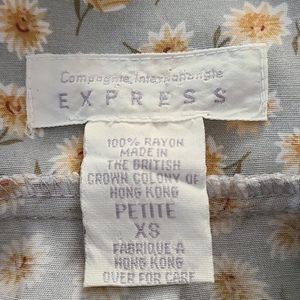 Compagnie Internationale
EXPRESS
100% RAYON
MADE IN
THE BRITISH
CROWN COLONY OF
HONG KONG
PETITE
XS
FABRIQUE A
HONG KONG
OVER FOR CARE